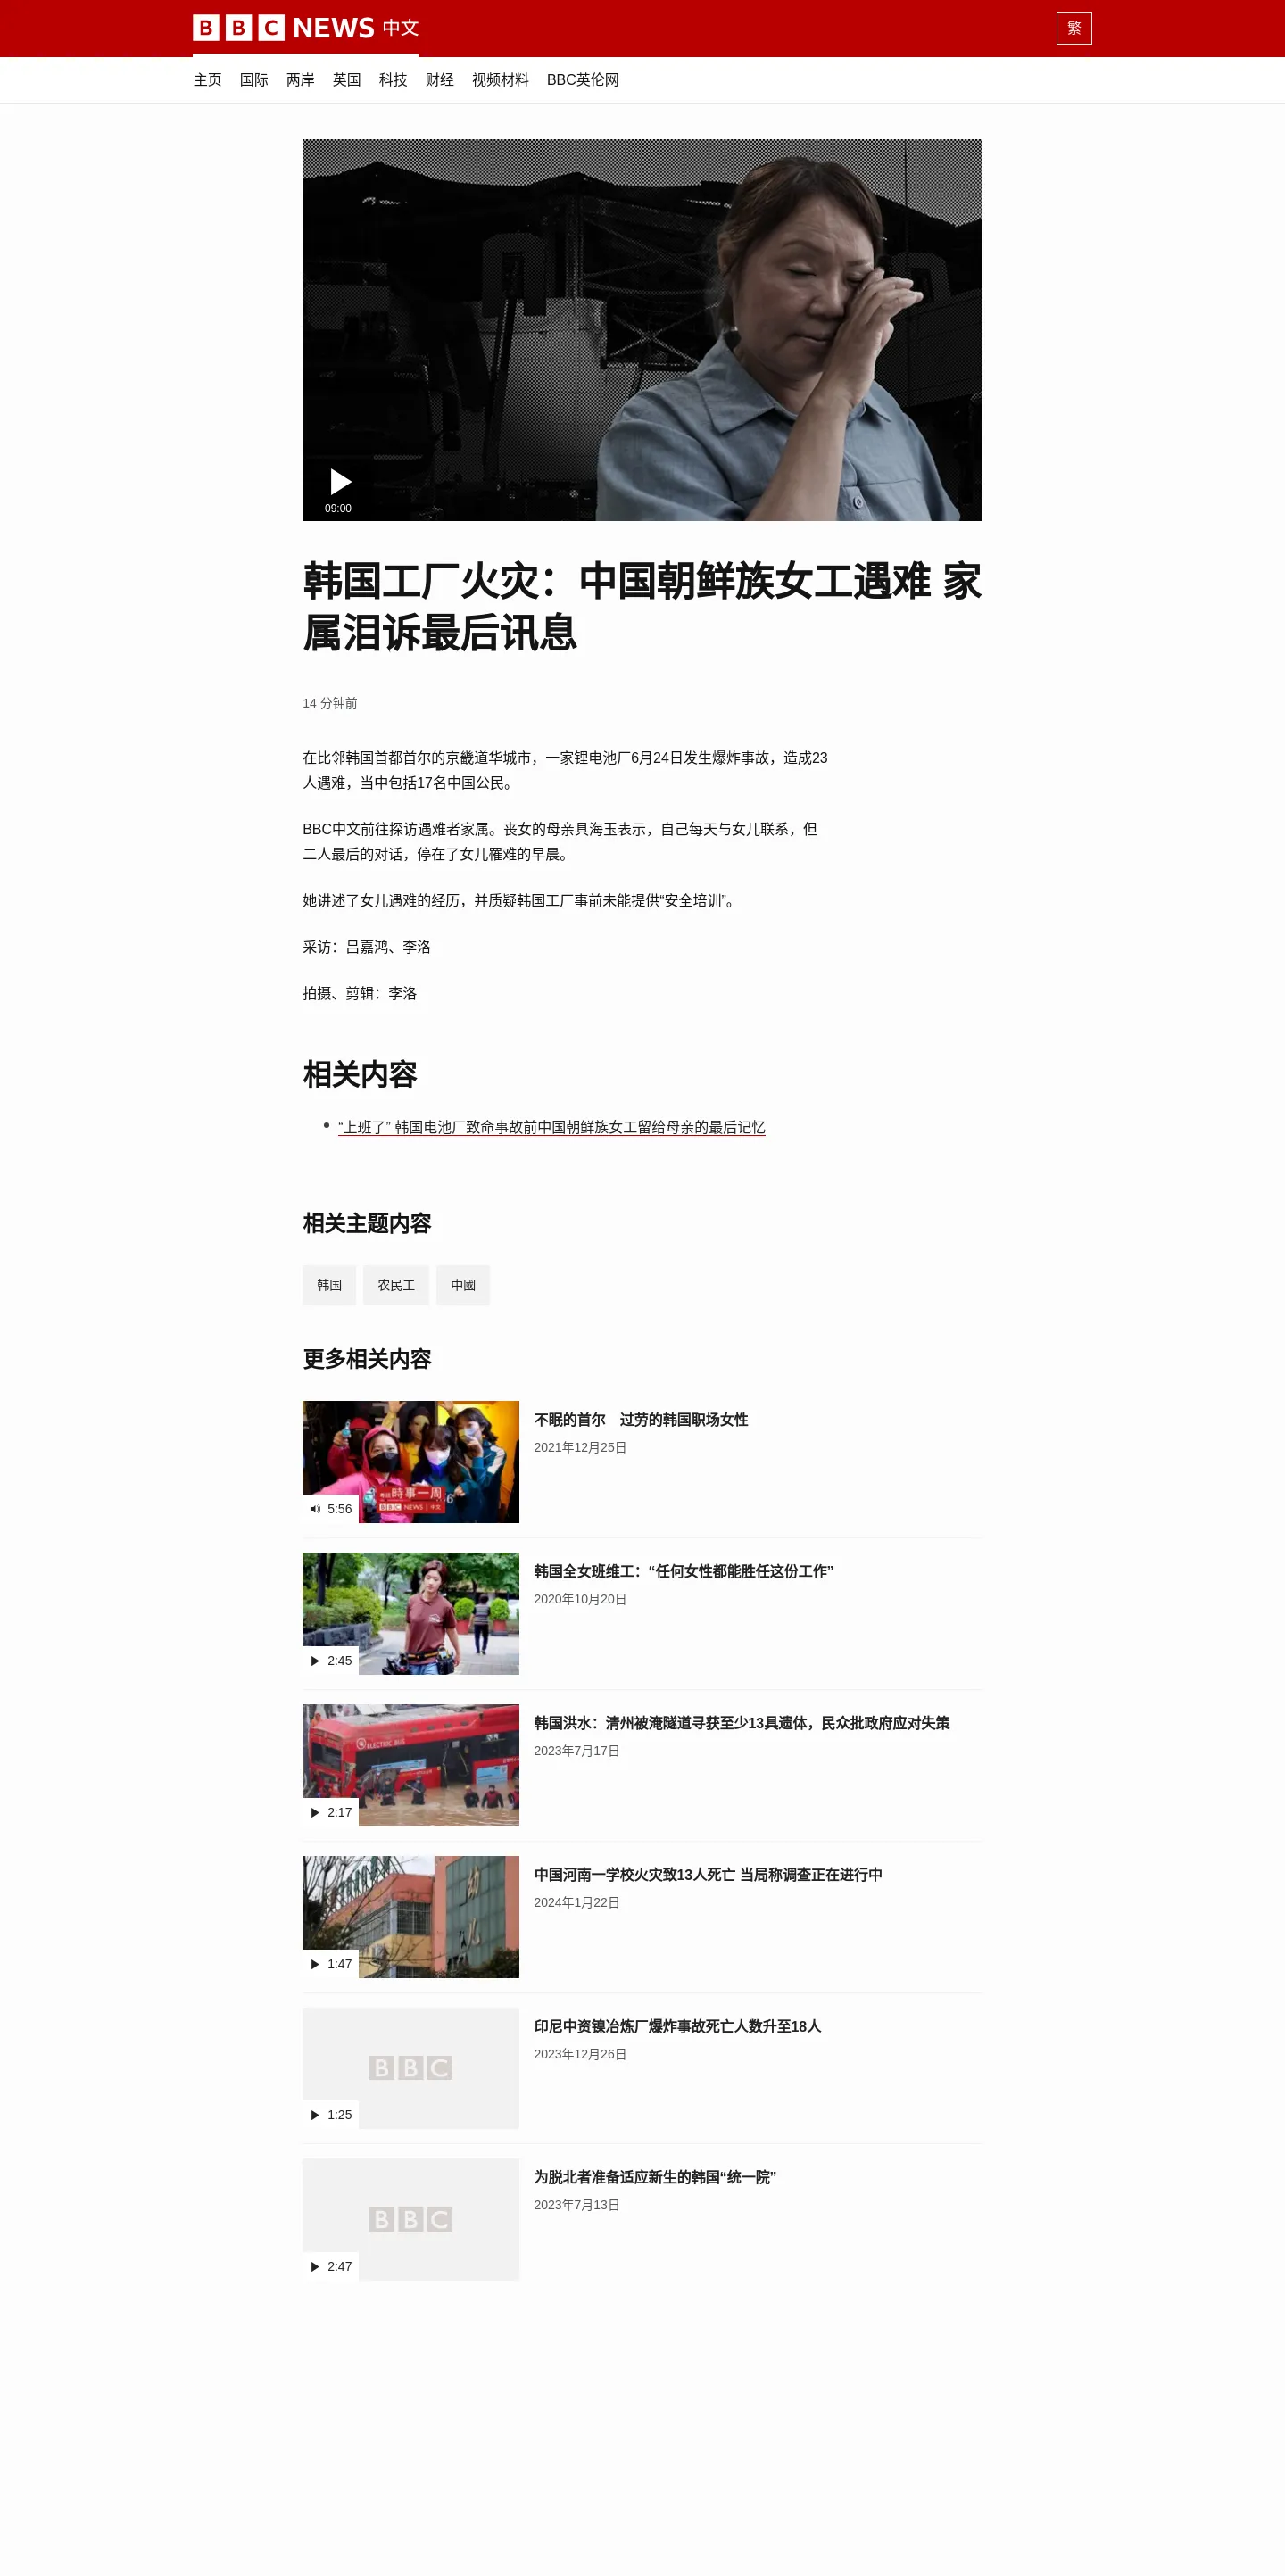 BBC NEWS 中文
繁
主页 国际 两岸 英国 科技 财经 视频材料 BBC英伦网
09:00
韩国工厂火灾：中国朝鲜族女工遇难 家
属泪诉最后讯息
14 分钟前
在比邻韩国首都首尔的京畿道华城市，一家锂电池厂6月24日发生爆炸事故，造成23
人遇难，当中包括17名中国公民。
BBC中文前往探访遇难者家属。丧女的母亲具海玉表示，自己每天与女儿联系，但
二人最后的对话，停在了女儿罹难的早晨。
她讲述了女儿遇难的经历，并质疑韩国工厂事前未能提供“安全培训”。
采访：吕嘉鸿、李洛
拍摄、剪辑：李洛
相关内容
“上班了” 韩国电池厂致命事故前中国朝鲜族女工留给母亲的最后记忆
相关主题内容
韩国 农民工 中國
更多相关内容
時事一周
BBC NEWS 中文
5:56
不眠的首尔　过劳的韩国职场女性
2021年12月25日
2:45
韩国全女班维工：“任何女性都能胜任这份工作”
2020年10月20日
ELECTRIC BUS
2:17
韩国洪水：清州被淹隧道寻获至少13具遗体，民众批政府应对失策
2023年7月17日
幼
儿
1:47
中国河南一学校火灾致13人死亡 当局称调查正在进行中
2024年1月22日
BBC
1:25
印尼中资镍冶炼厂爆炸事故死亡人数升至18人
2023年12月26日
BBC
2:47
为脱北者准备适应新生的韩国“统一院”
2023年7月13日